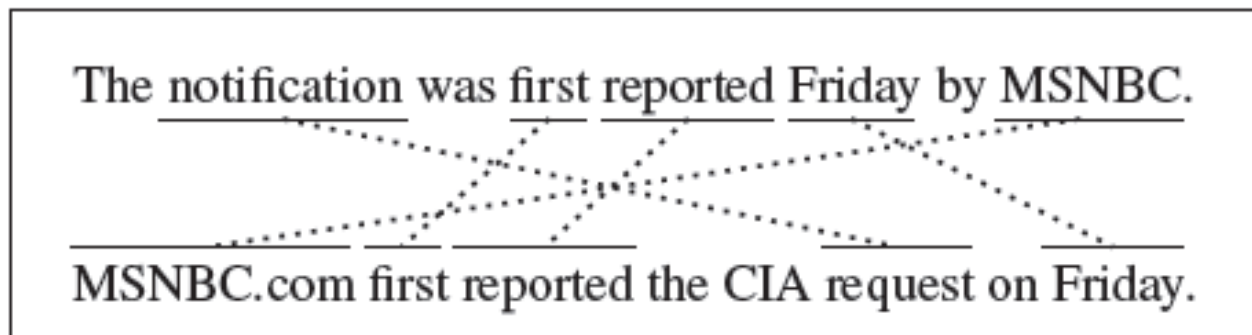 The notification was first reported Friday by MSNBC.
MSNBC.com first reported the CIA request on Friday.